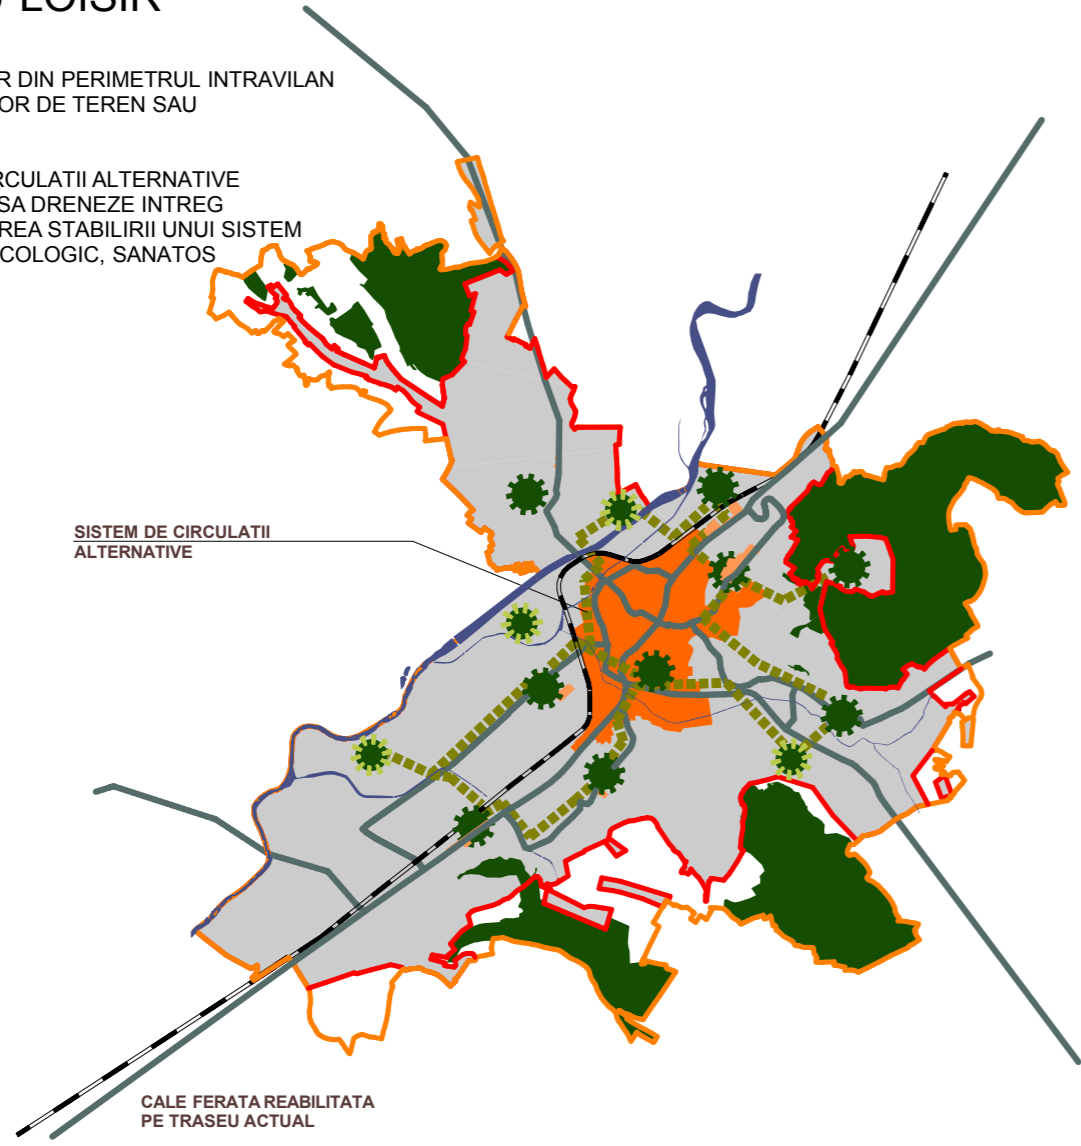 LOISIR
R DIN PERIMETRUL INTRAVILAN
OR DE TEREN SAU
RCULATII ALTERNATIVE
SA DRENEZE INTREG
REA STABILIRII UNUI SISTEM
COLOGIC, SANATOS
SISTEM DE CIRCULATII
ALTERNATIVE
CALE FERATA REABILITATA
PE TRASEU ACTUAL